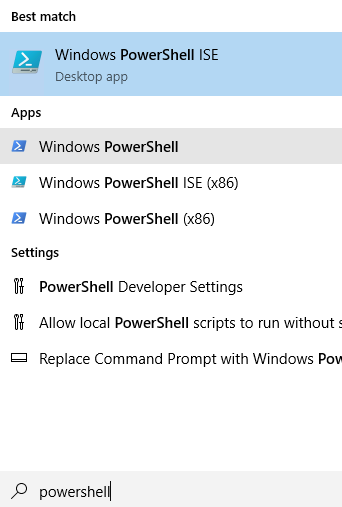 Best match
Windows PowerShell ISE
Desktop app
Apps
Windows PowerShell
Windows PowerShell ISE (x86)
Windows PowerShell (x86)
Settings
PowerShell Developer Settings
Allow local PowerShell scripts to run without s
Replace Command Prompt with Windows Pow
powershell